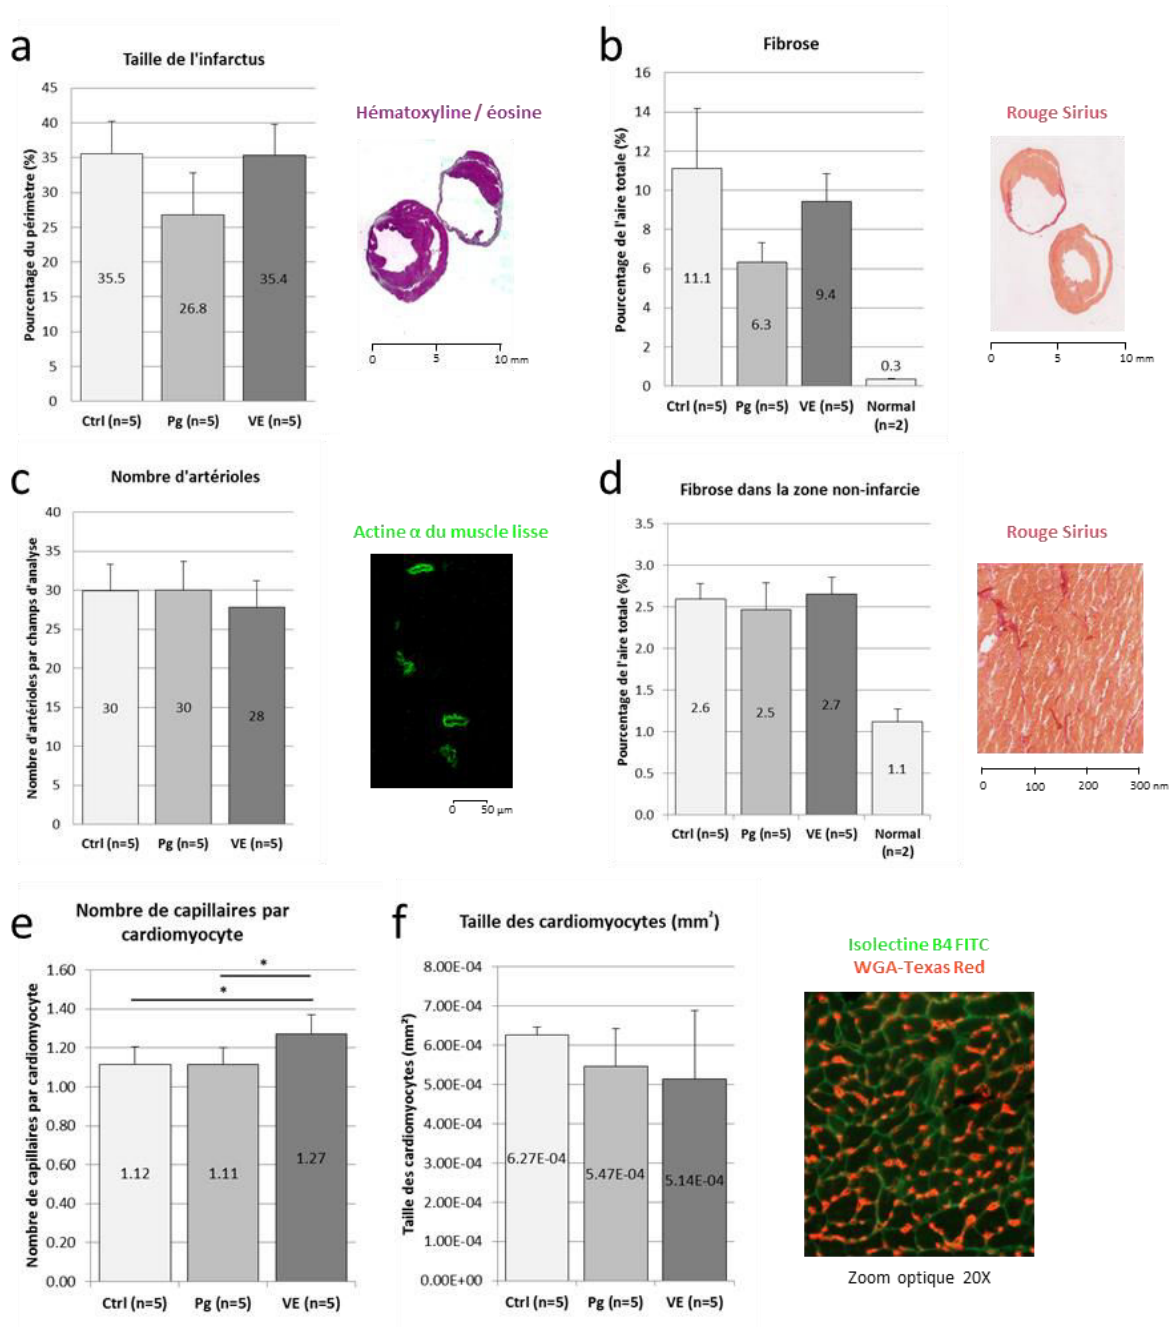 a
Taille de l'infarctus
Pourcentage du périmètre (%)
45
40
35
30
25
20
15
10
5
0
35.5
26.8
35.4
Ctrl (n=5)
Pg (n=5)
VE (n=5)
Hématoxyline / éosine
0 5 10 mm
b
Fibrose
Pourcentage de l'aire totale (%)
16
14
12
10
8
6
4
2
0
11.1
6.3
9.4
0.3
Ctrl (n=5)
Pg (n=5)
VE (n=5)
Normal
(n=2)
Rouge Sirius
0 5 10 mm
c
Nombre d'artérioles
Nombre d'artérioles par champs d'analyse
40
35
30
25
20
15
10
5
0
30
30
28
Ctrl (n=5)
Pg (n=5)
VE (n=5)
Actine α du muscle lisse
0 50 µm
d
Fibrose dans la zone non-infarcie
Pourcentage de l'aire totale (%)
3.5
3.0
2.5
2.0
1.5
1.0
0.5
0.0
2.6
2.5
2.7
1.1
Ctrl (n=5)
Pg (n=5)
VE (n=5)
Normal
(n=2)
Rouge Sirius
0 100 200 300 nm
e
Nombre de capillaires par
cardiomyocyte
Nombre de capillaires par cardiomyocyte
1.60
1.40
1.20
1.00
0.80
0.60
0.40
0.20
0.00
*
*
1.12
1.11
1.27
Ctrl (n=5)
Pg (n=5)
VE (n=5)
f
Taille des cardiomyocytes (mm²)
Taille des cardiomyocytes (mm²)
8.00E-04
7.00E-04
6.00E-04
5.00E-04
4.00E-04
3.00E-04
2.00E-04
1.00E-04
0.00E+00
6.27E-04
5.47E-04
5.14E-04
Ctrl (n=5)
Pg (n=5)
VE (n=5)
Isolectine B4 FITC
WGA-Texas Red
Zoom optique 20X